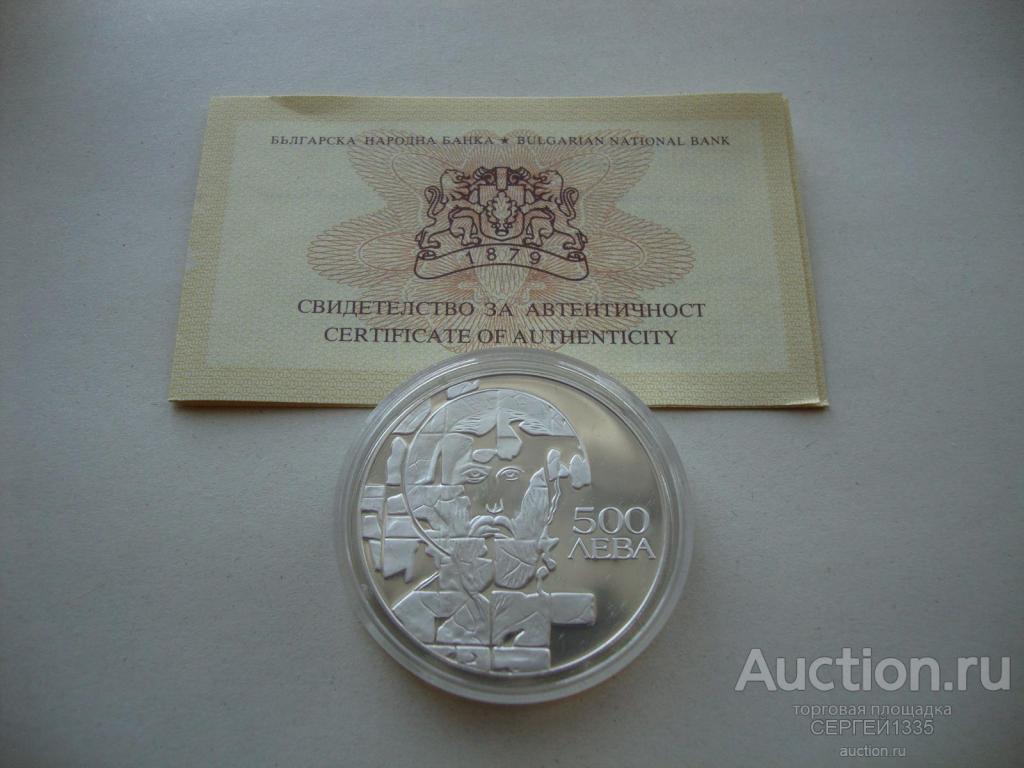 БЪЛГАРСКА НАРОДНА БАНКА ★ BULGARIAN NATIONAL BANK
1879
СВИДЕТЕЛСТВО ЗА АВТЕНТИЧНОСТ
CERTIFICATE OF AUTHENTICITY
500
ЛЕВА
Auction.ru
торговая площадка
СЕРГЕЙ1335
auction.ru